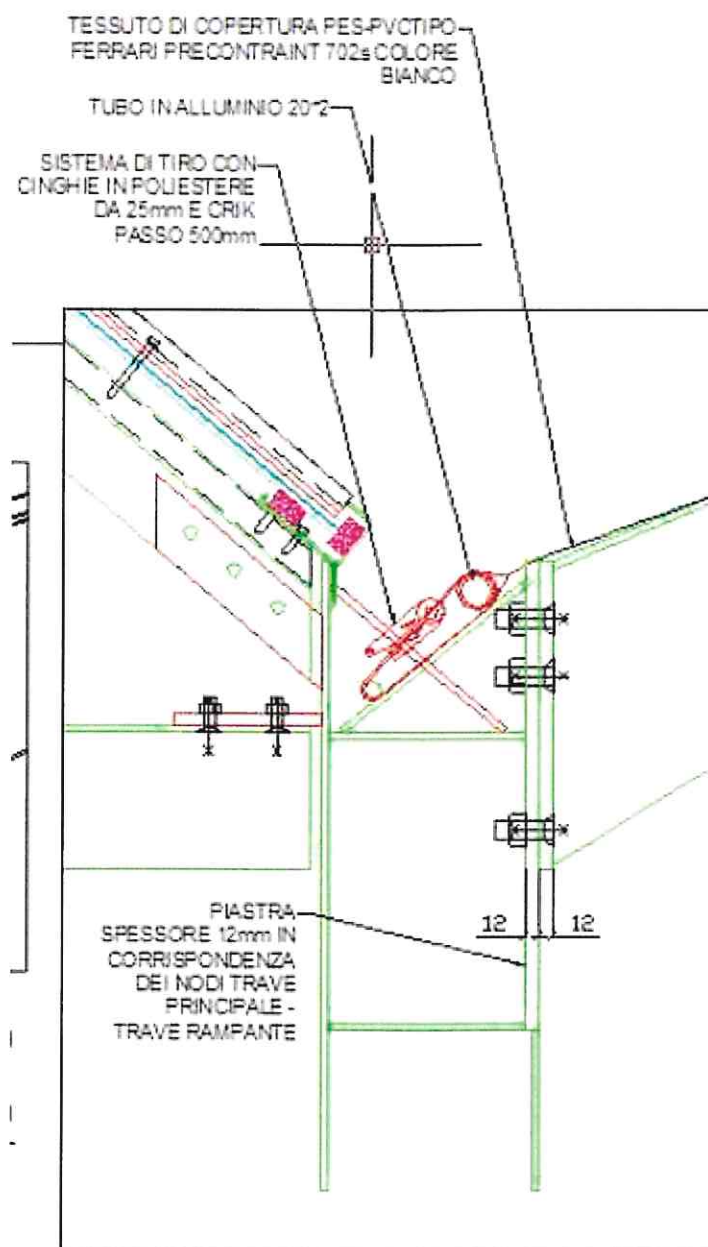 TESSUTO DI COPERTURA PES-PVCTIPO
FERRARI PRECONTRAINT 702s COLORE
BIANCO
TUBO IN ALLUMINIO 20*2
SISTEMA DI TIRO CON
CINGHIE IN POLIESTERE
DA 25mm E CRIK
PASSO 500mm
PIASTRA
SPESSORE 12mm IN
CORRISPONDENZA
DEI NODI TRAVE
PRINCIPALE -
TRAVE RAMPANTE
12 12